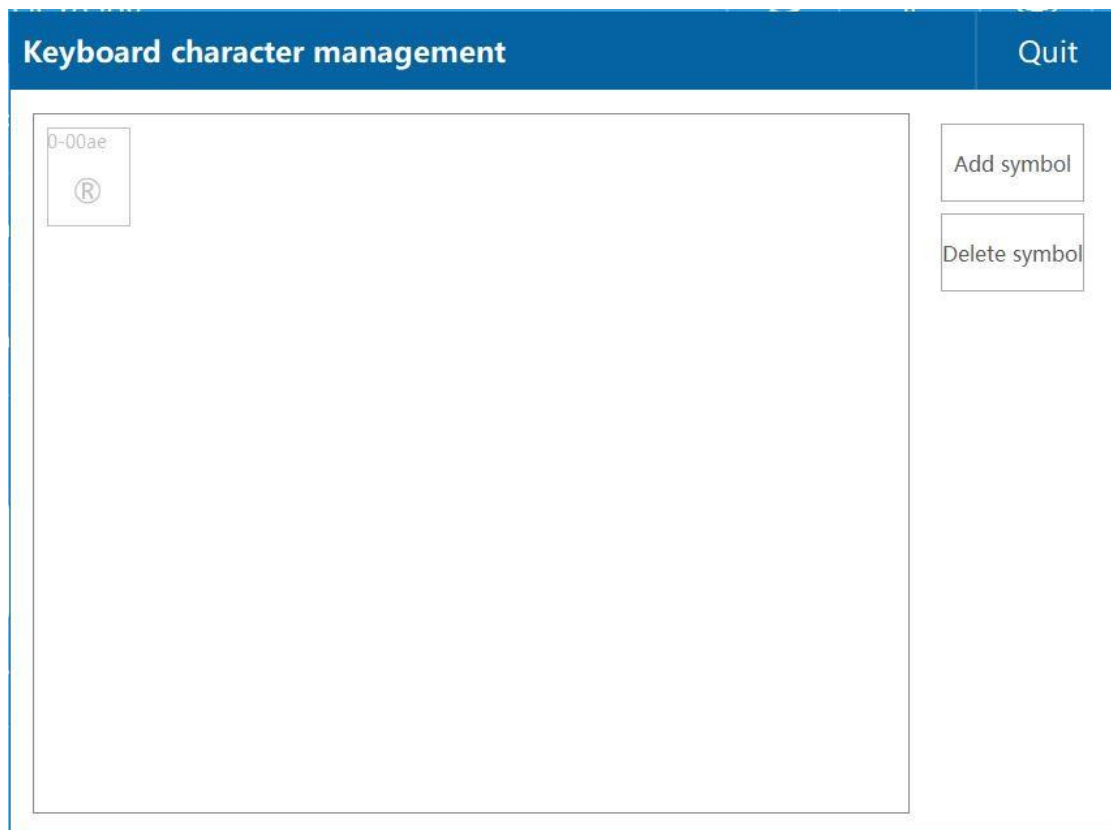 Keyboard character management
Quit
0-00ae
®
Add symbol
Delete symbol